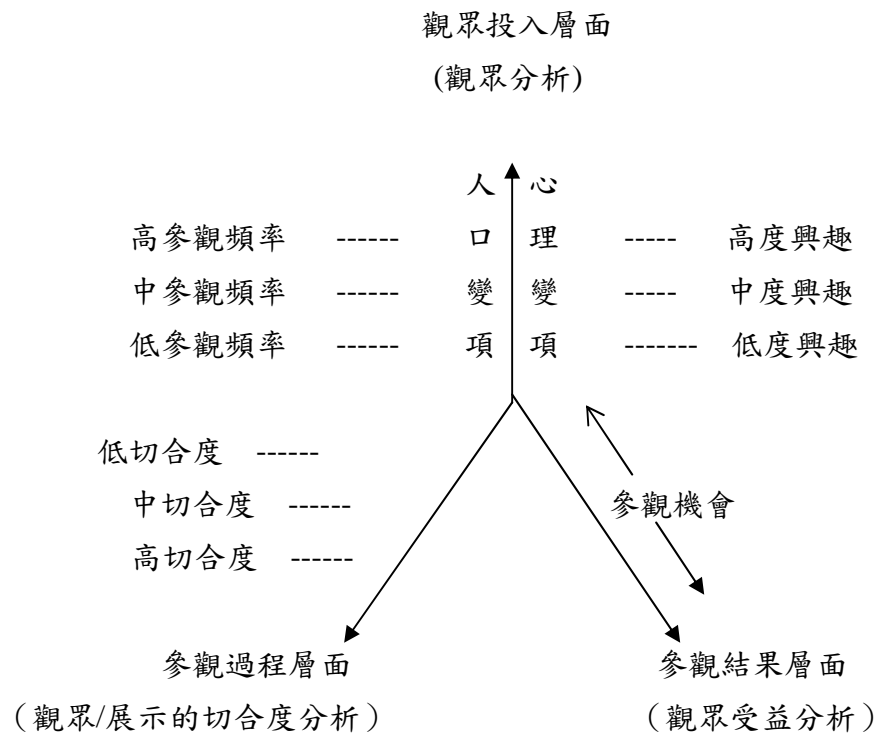 觀眾投入層面
(觀眾分析)
人 心
高參觀頻率 ------ 口 理 ----- 高度興趣
中參觀頻率 ------ 變 變 ----- 中度興趣
低參觀頻率 ------ 項 項 ------- 低度興趣
低切合度 ------
中切合度 ------
參觀機會
高切合度 ------
參觀過程層面 參觀結果層面
（觀眾/展示的切合度分析） （觀眾受益分析）